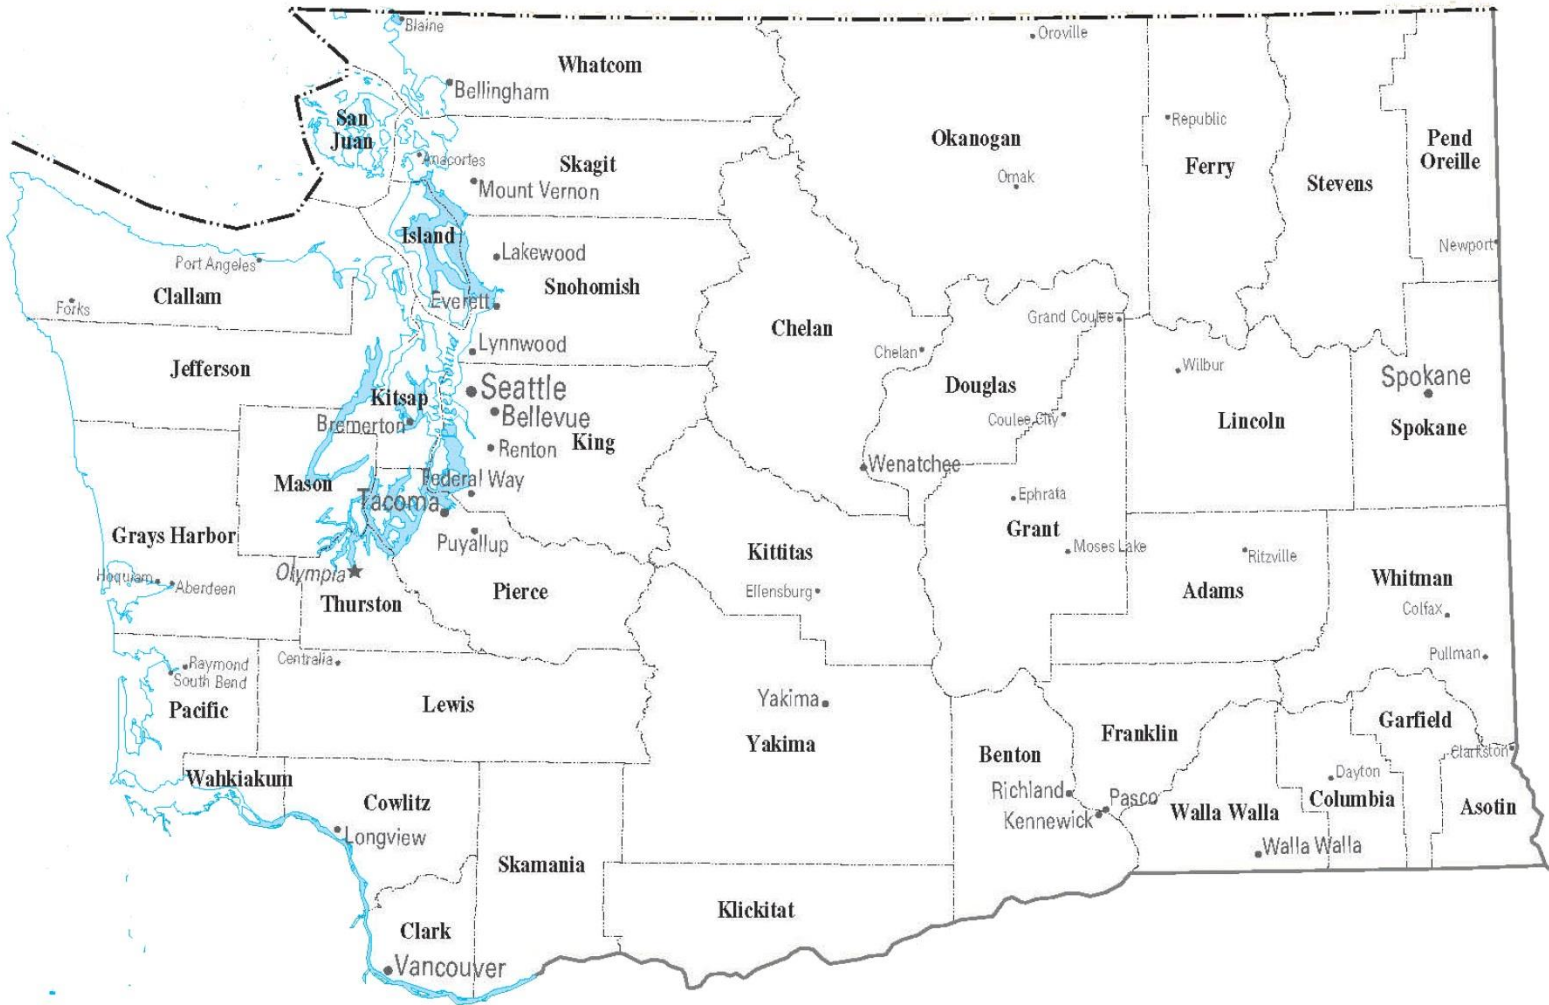 Blaine
Oroville
Whatcom
Bellingham
San
Juan
Republic
Okanogan
Pend
Oreille
Anacortes
Skagit
Ferry
Stevens
Omak
Mount Vernon
Island
Lakewood
Newport
Port Angeles
Clallam
Snohomish
Everett
Forks
Grand Coulee
Chelan
Lynnwood
Chelan
Jefferson
Wilbur
Puget Sound
Seattle
Douglas
Spokane
Kitsap
Bellevue
Bremerton
Coulee City
Lincoln
Spokane
King
Renton
Wenatchee
Federal Way
Mason
Tacoma
Ephrata
Grant
Grays Harbor
Puyallup
Kittitas
Moses Lake
Ritzville
Olympia
Hoquiam
Aberdeen
Whitman
Thurston
Pierce
Ellensburg
Adams
Colfax
Centralia
Raymond
South Bend
Pullman
Yakima
Lewis
Pacific
Garfield
Franklin
Yakima
Benton
Clarkston
Wahkiakum
Dayton
Richland
Pasco
Columbia
Cowlitz
Asotin
Kennewick
Walla Walla
Longview
Walla Walla
Skamania
Klickitat
Clark
Vancouver